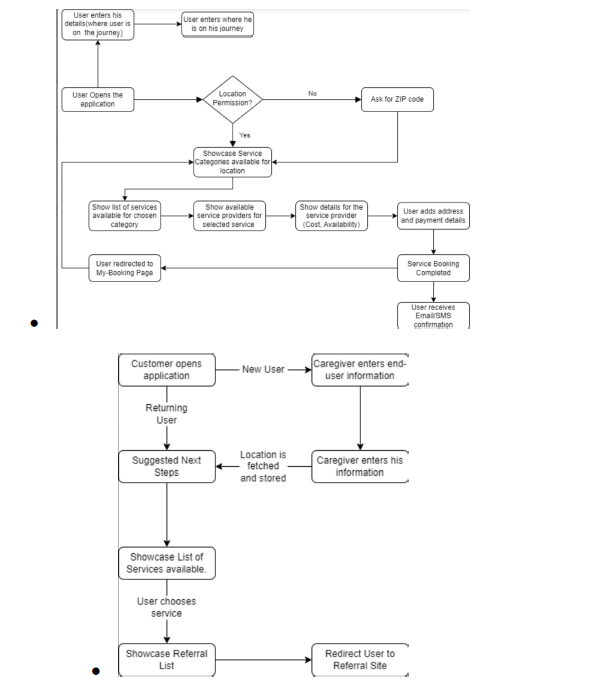 User enters his
details(where user is
on the journey)
User enters where he
is on his journey
User Opens the
application
Location
Permission?
No
Ask for ZIP code
Yes
Showcase Service
Categories available for
location
Show list of services
available for chosen
category
Show available
service providers for
selected service
Show details for the
service provider
(Cost, Availability)
User adds address
and payment details
User redirected to
My-Booking Page
Service Booking
Completed
User receives
Email/SMS
confirmation
Customer opens
application
New User
Caregiver enters end-
user information
Returning
User
Suggested Next
Steps
Location is
fetched
and stored
Caregiver enters his
information
Showcase List of
Services available.
User chooses
service
Showcase Referral
List
Redirect User to
Referral Site